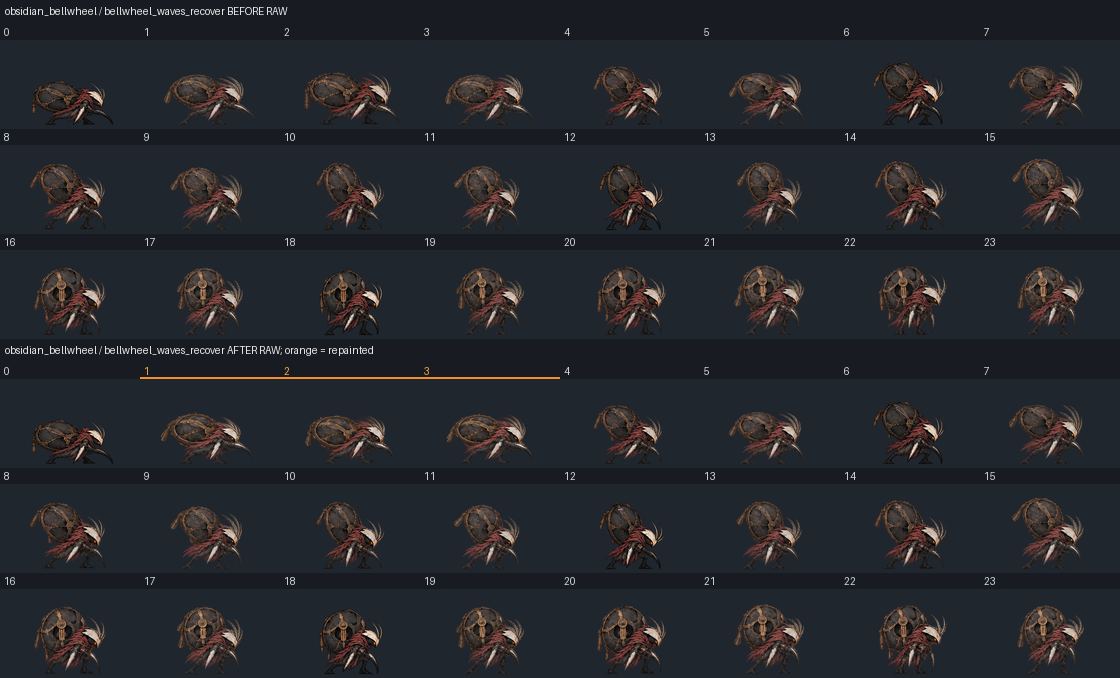 obsidian_bellwheel / bellwheel_waves_recover BEFORE RAW
0 1 2 3 4 5 6 7
8 9 10 11 12 13 14 15
16 17 18 19 20 21 22 23
obsidian_bellwheel / bellwheel_waves_recover AFTER RAW; orange = repainted
0 1 2 3 4 5 6 7
8 9 10 11 12 13 14 15
16 17 18 19 20 21 22 23